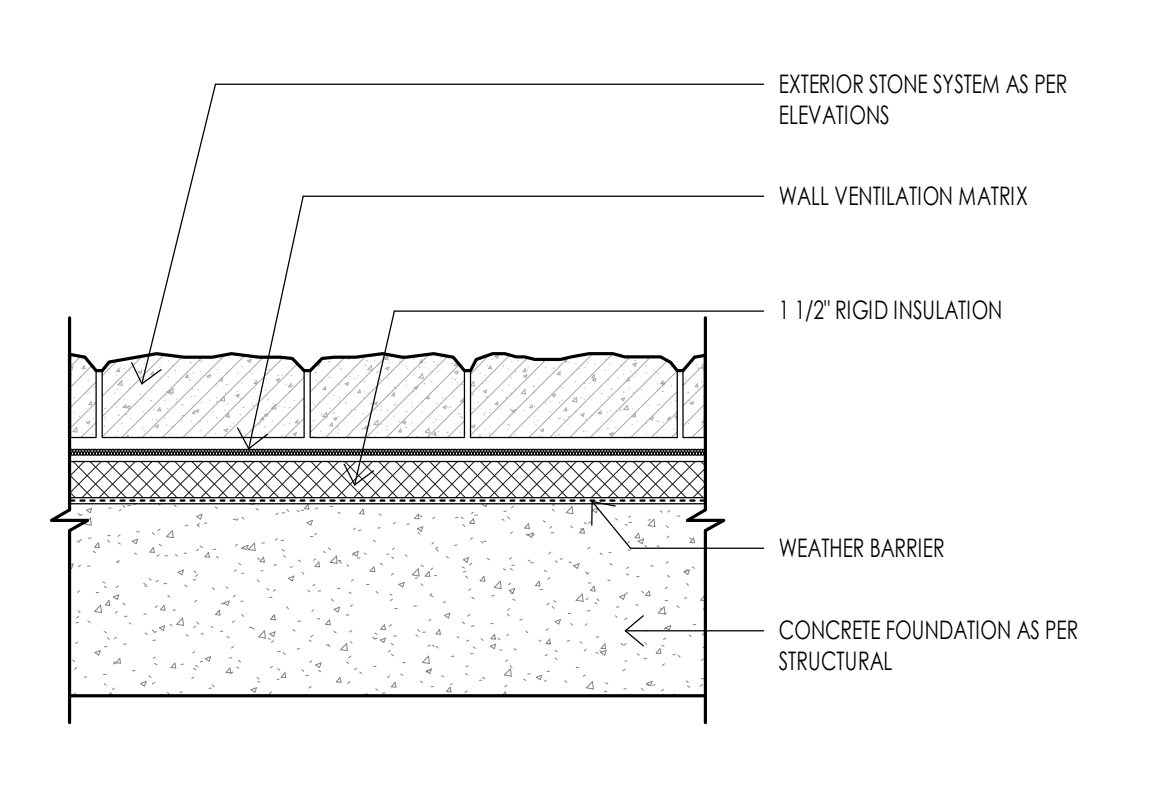 EXTERIOR STONE SYSTEM AS PER
ELEVATIONS
WALL VENTILATION MATRIX
1 1/2" RIGID INSULATION
WEATHER BARRIER
CONCRETE FOUNDATION AS PER
STRUCTURAL